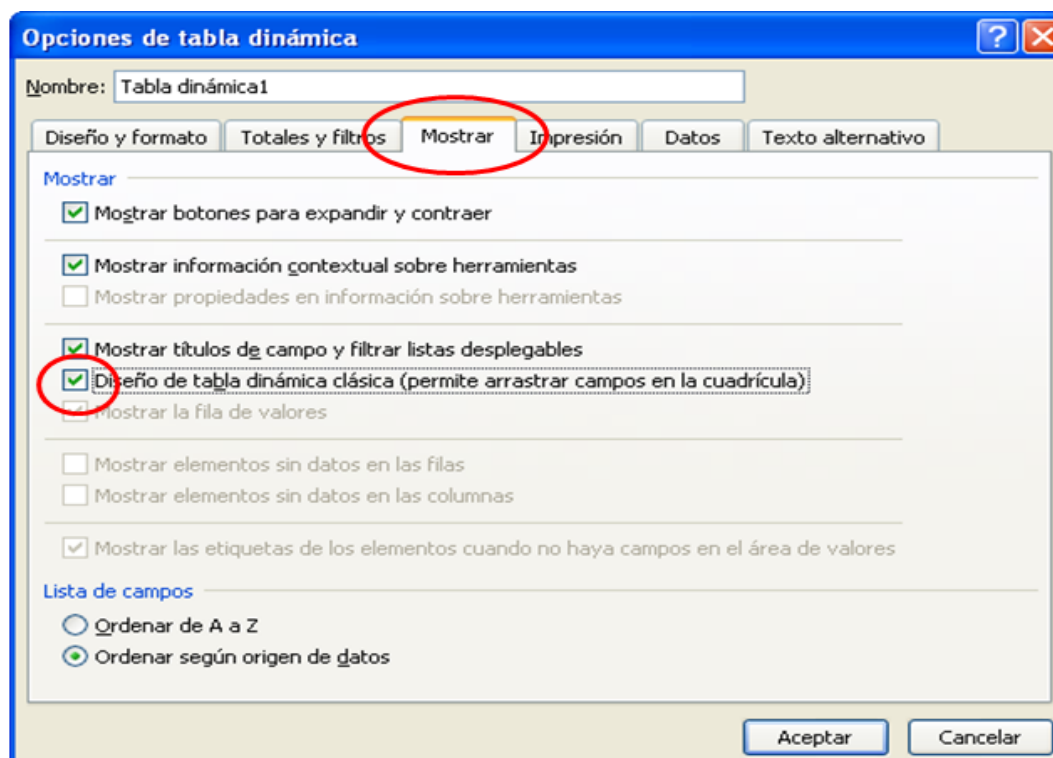 Opciones de tabla dinámica
Nombre: Tabla dinámica1
Diseño y formato Totales y filtros Mostrar Impresión Datos Texto alternativo
Mostrar
Mostrar botones para expandir y contraer
Mostrar información contextual sobre herramientas
Mostrar propiedades en información sobre herramientas
Mostrar títulos de campo y filtrar listas desplegables
Diseño de tabla dinámica clásica (permite arrastrar campos en la cuadrícula)
Mostrar la fila de valores
Mostrar elementos sin datos en las filas
Mostrar elementos sin datos en las columnas
Mostrar las etiquetas de los elementos cuando no haya campos en el área de valores
Lista de campos
Ordenar de A a Z
Ordenar según origen de datos
Aceptar Cancelar